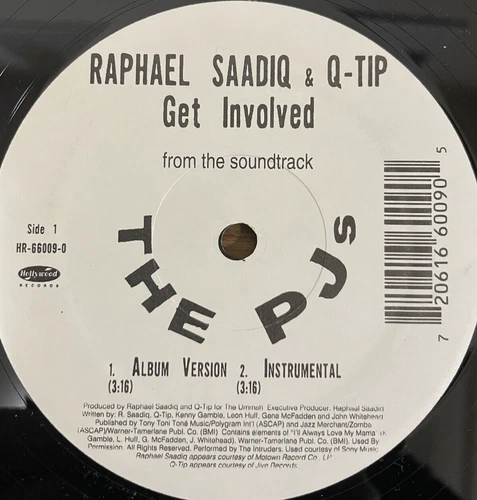 RAPHAEL SAADIQ & Q-TIP
Get Involved
from the soundtrack
Side 1
HR-66009-0
Hollywood
RECORDS
THE PJs
7 20616 60090 5
1. ALBUM VERSION 2. INSTRUMENTAL
(3:16) (3:16)
Produced by Raphael Saadiq and Q-Tip for The Ummah. Executive Producer: Raphael Saadiq
Written by: R. Saadiq, Q-Tip, Kenny Gamble, Leon Huff, Gene McFadden and John Whitehead
Published by Tony Toni Toné Music/Polygram Int'l (ASCAP) and Jazz Merchant/Zomba
(ASCAP)/Warner-Tamerlane Publ. Co. (BMI) Contains elements of "I'll Always Love My Mama" (K.
Gamble, L. Huff, G. McFadden, J. Whitehead). Warner-Tamerlane Publ. Co. (BMI). Used By
Permission. All Rights Reserved. Performed by The Intruders. Used courtesy of Sony Music.
Raphael Saadiq appears courtesy of Motown Record Co., LP
Q-Tip appears courtesy of Jive Records